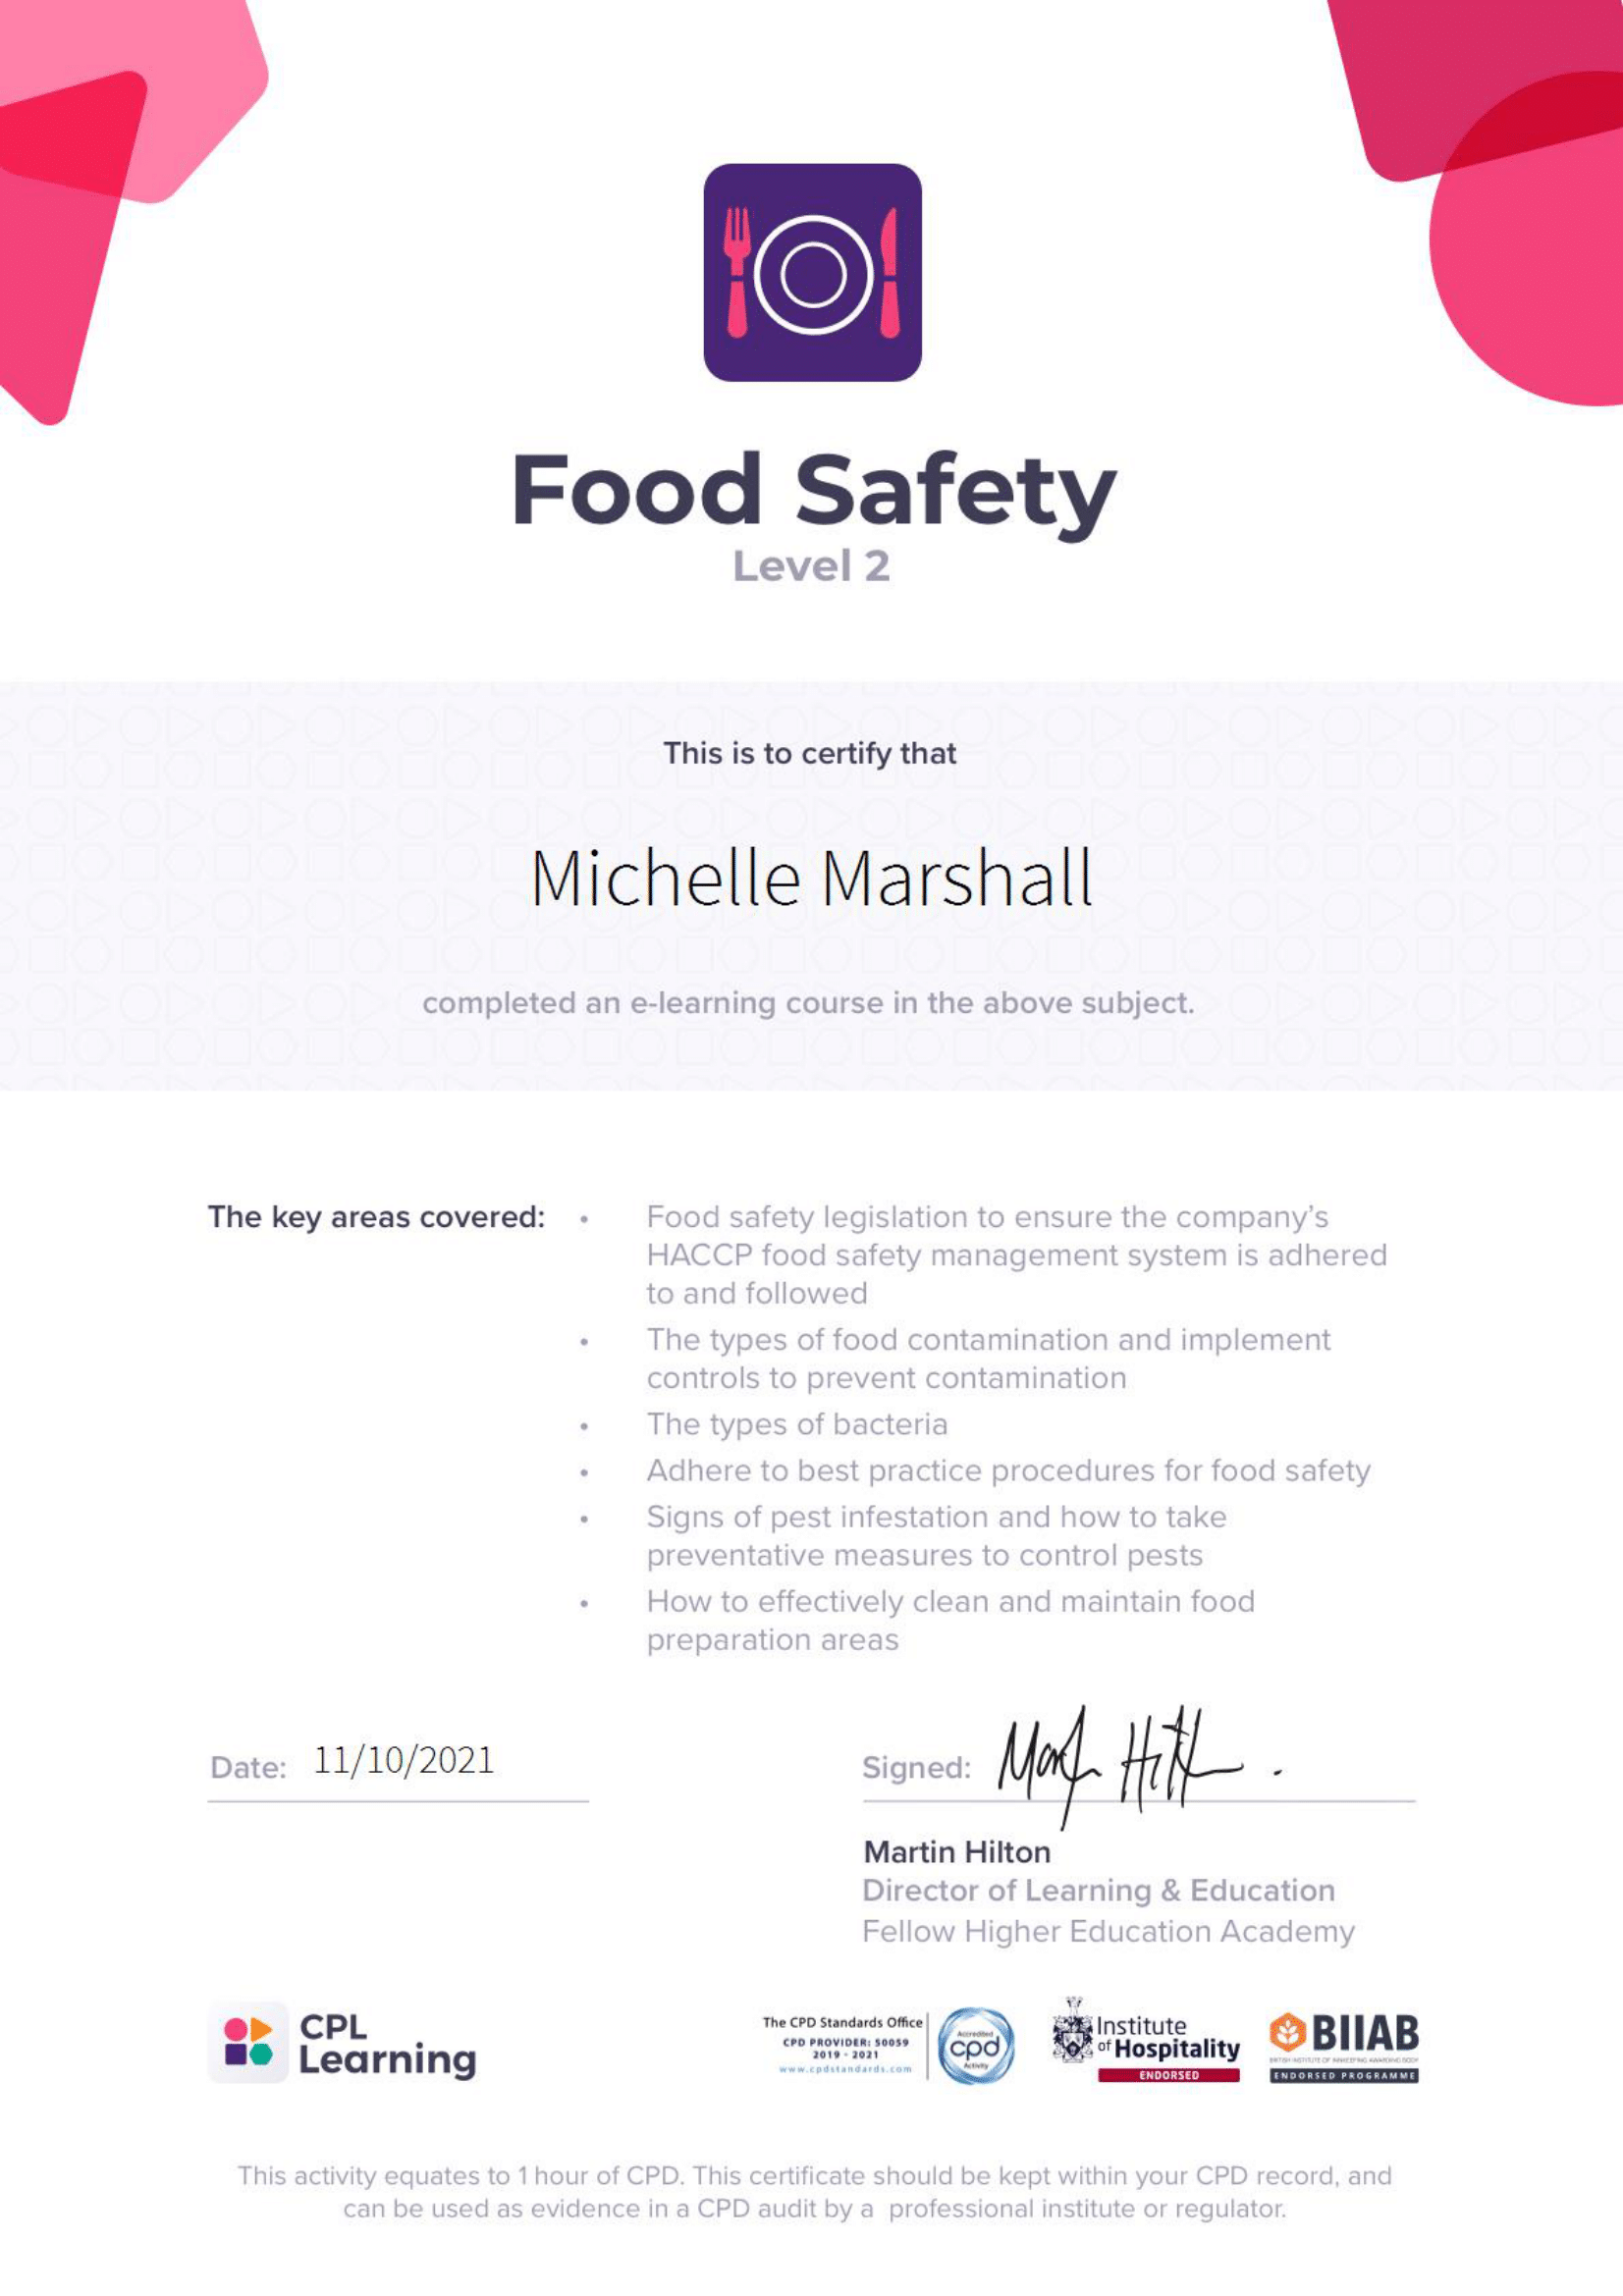 Food Safety
Level 2
This is to certify that
Michelle Marshall
completed an e-learning course in the above subject.
The key areas covered:
• Food safety legislation to ensure the company's
HACCP food safety management system is adhered
to and followed
• The types of food contamination and implement
controls to prevent contamination
• The types of bacteria
• Adhere to best practice procedures for food safety
• Signs of pest infestation and how to take
preventative measures to control pests
• How to effectively clean and maintain food
preparation areas
Date: 11/10/2021
Signed:
Martin Hilton
Director of Learning & Education
Fellow Higher Education Academy
CPL
Learning
The CPD Standards Office
CPD PROVIDER: 50059
2019 - 2021
www.cpdstandards.com
Accredited
cpd
Activity
Institute
of Hospitality
ENDORSED
BIIAB
BRITISH INSTITUTE OF INNKEEPING AWARDING BODY
ENDORSED PROGRAMME
This activity equates to 1 hour of CPD. This certificate should be kept within your CPD record, and
can be used as evidence in a CPD audit by a professional institute or regulator.